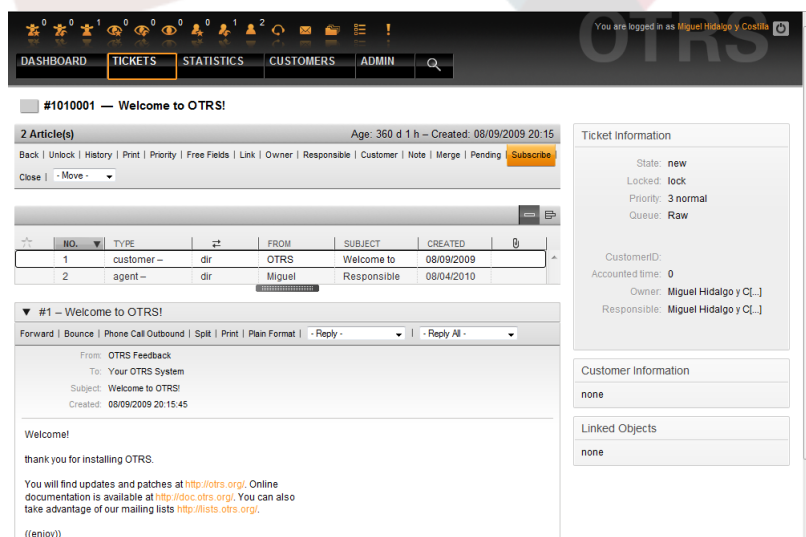 0 0 1 0 0 0 0 1 2
You are logged in as Miguel Hidalgo y Costilla
OTRS
DASHBOARD TICKETS STATISTICS CUSTOMERS ADMIN
#1010001 — Welcome to OTRS!
2 Article(s) Age: 360 d 1 h – Created: 08/09/2009 20:15
Back | Unlock | History | Print | Priority | Free Fields | Link | Owner | Responsible | Customer | Note | Merge | Pending | Subscribe |
Close | - Move -
NO. TYPE FROM SUBJECT CREATED
1 customer – dir OTRS Welcome to 08/09/2009
2 agent – dir Miguel Responsible 08/04/2010
#1 – Welcome to OTRS!
Forward | Bounce | Phone Call Outbound | Split | Print | Plain Format | - Reply - | - Reply All -
From: OTRS Feedback
To: Your OTRS System
Subject: Welcome to OTRS!
Created: 08/09/2009 20:15:45
Welcome!
thank you for installing OTRS.
You will find updates and patches at http://otrs.org/. Online
documentation is available at http://doc.otrs.org/. You can also
take advantage of our mailing lists http://lists.otrs.org/.
((enjoy))
Ticket Information
State: new
Locked: lock
Priority: 3 normal
Queue: Raw
CustomerID:
Accounted time: 0
Owner: Miguel Hidalgo y C[...]
Responsible: Miguel Hidalgo y C[...]
Customer Information
none
Linked Objects
none